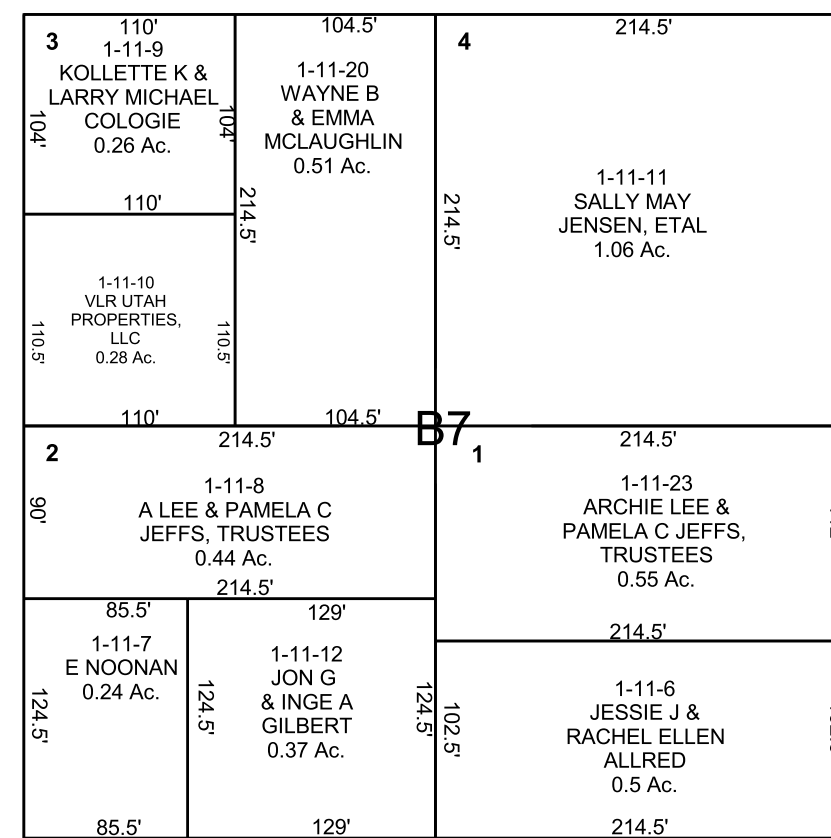 110'
3
1-11-9
KOLLETTE K &
LARRY MICHAEL
COLOGIE
0.26 Ac.
104'
104'
110'
104.5'
1-11-20
WAYNE B
& EMMA
MCLAUGHLIN
0.51 Ac.
214.5'
104.5'
214.5'
4
1-11-11
SALLY MAY
JENSEN, ETAL
1.06 Ac.
214.5'
1-11-10
VLR UTAH
PROPERTIES,
LLC
0.28 Ac.
110.5'
110.5'
110'
B7
214.5'
2
1-11-8
A LEE & PAMELA C
JEFFS, TRUSTEES
0.44 Ac.
90'
214.5'
214.5'
1
1-11-23
ARCHIE LEE &
PAMELA C JEFFS,
TRUSTEES
0.55 Ac.
214.5'
85.5'
1-11-7
E NOONAN
0.24 Ac.
124.5'
85.5'
129'
1-11-12
JON G
& INGE A
GILBERT
0.37 Ac.
124.5'
124.5'
129'
1-11-6
JESSIE J &
RACHEL ELLEN
ALLRED
0.5 Ac.
102.5'
214.5'